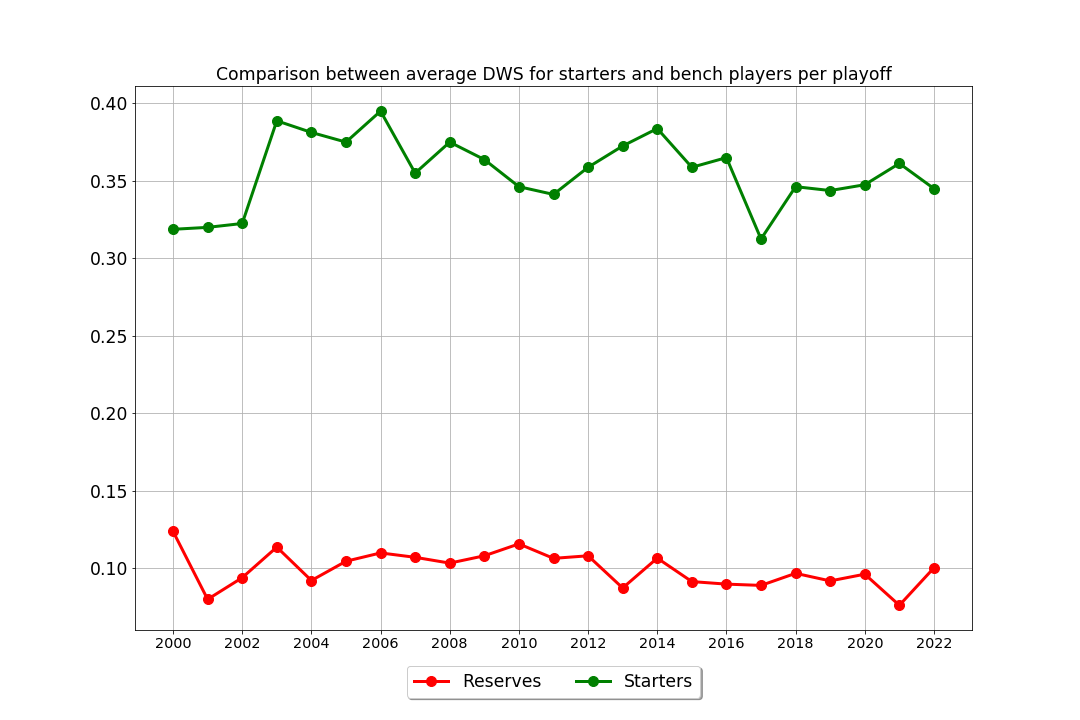 Comparison between average DWS for starters and bench players per playoff
0.40
0.35
0.30
0.25
0.20
0.15
0.10
2000 2002 2004 2006 2008 2010 2012 2014 2016 2018 2020 2022
Reserves Starters